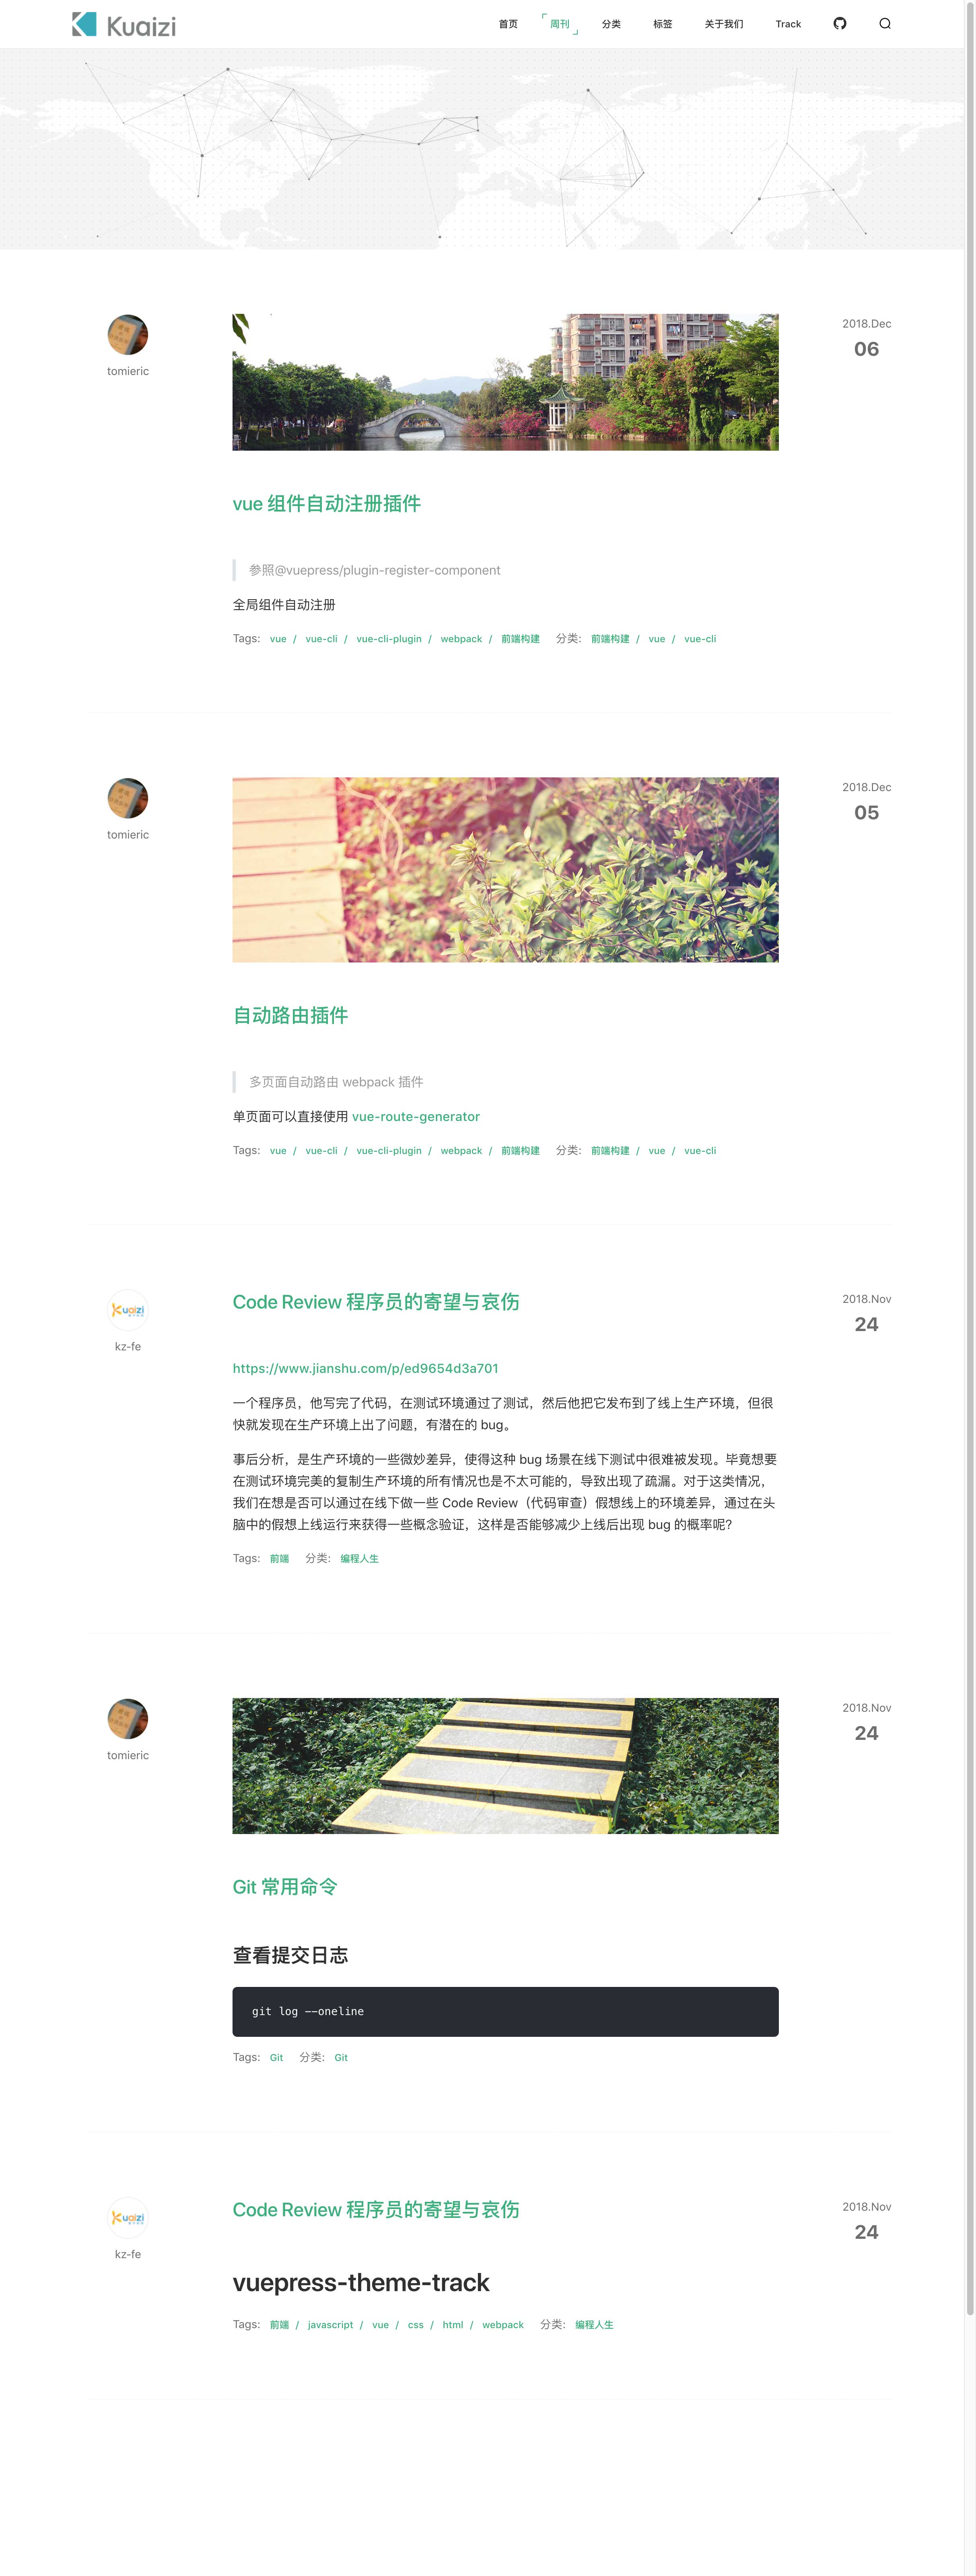 Kuaizi
首页 周刊 分类 标签 关于我们 Track
tomieric
2018.Dec
06
vue 组件自动注册插件
参照@vuepress/plugin-register-component
全局组件自动注册
Tags: vue / vue-cli / vue-cli-plugin / webpack / 前端构建 分类: 前端构建 / vue / vue-cli
tomieric
2018.Dec
05
自动路由插件
多页面自动路由 webpack 插件
单页面可以直接使用 vue-route-generator
Tags: vue / vue-cli / vue-cli-plugin / webpack / 前端构建 分类: 前端构建 / vue / vue-cli
Kuaizi
kz-fe
2018.Nov
24
Code Review 程序员的寄望与哀伤
https://www.jianshu.com/p/ed9654d3a701
一个程序员，他写完了代码，在测试环境通过了测试，然后他把它发布到了线上生产环境，但很
快就发现在生产环境上出了问题，有潜在的 bug。
事后分析，是生产环境的一些微妙差异，使得这种 bug 场景在线下测试中很难被发现。毕竟想要
在测试环境完美的复制生产环境的所有情况也是不太可能的，导致出现了疏漏。对于这类情况，
我们在想是否可以通过在线下做一些 Code Review（代码审查）假想线上的环境差异，通过在头
脑中的假想上线运行来获得一些概念验证，这样是否能够减少上线后出现 bug 的概率呢?
Tags: 前端 分类: 编程人生
tomieric
2018.Nov
24
Git 常用命令
查看提交日志
git log --oneline
Tags: Git 分类: Git
Kuaizi
kz-fe
2018.Nov
24
Code Review 程序员的寄望与哀伤
vuepress-theme-track
Tags: 前端 / javascript / vue / css / html / webpack 分类: 编程人生